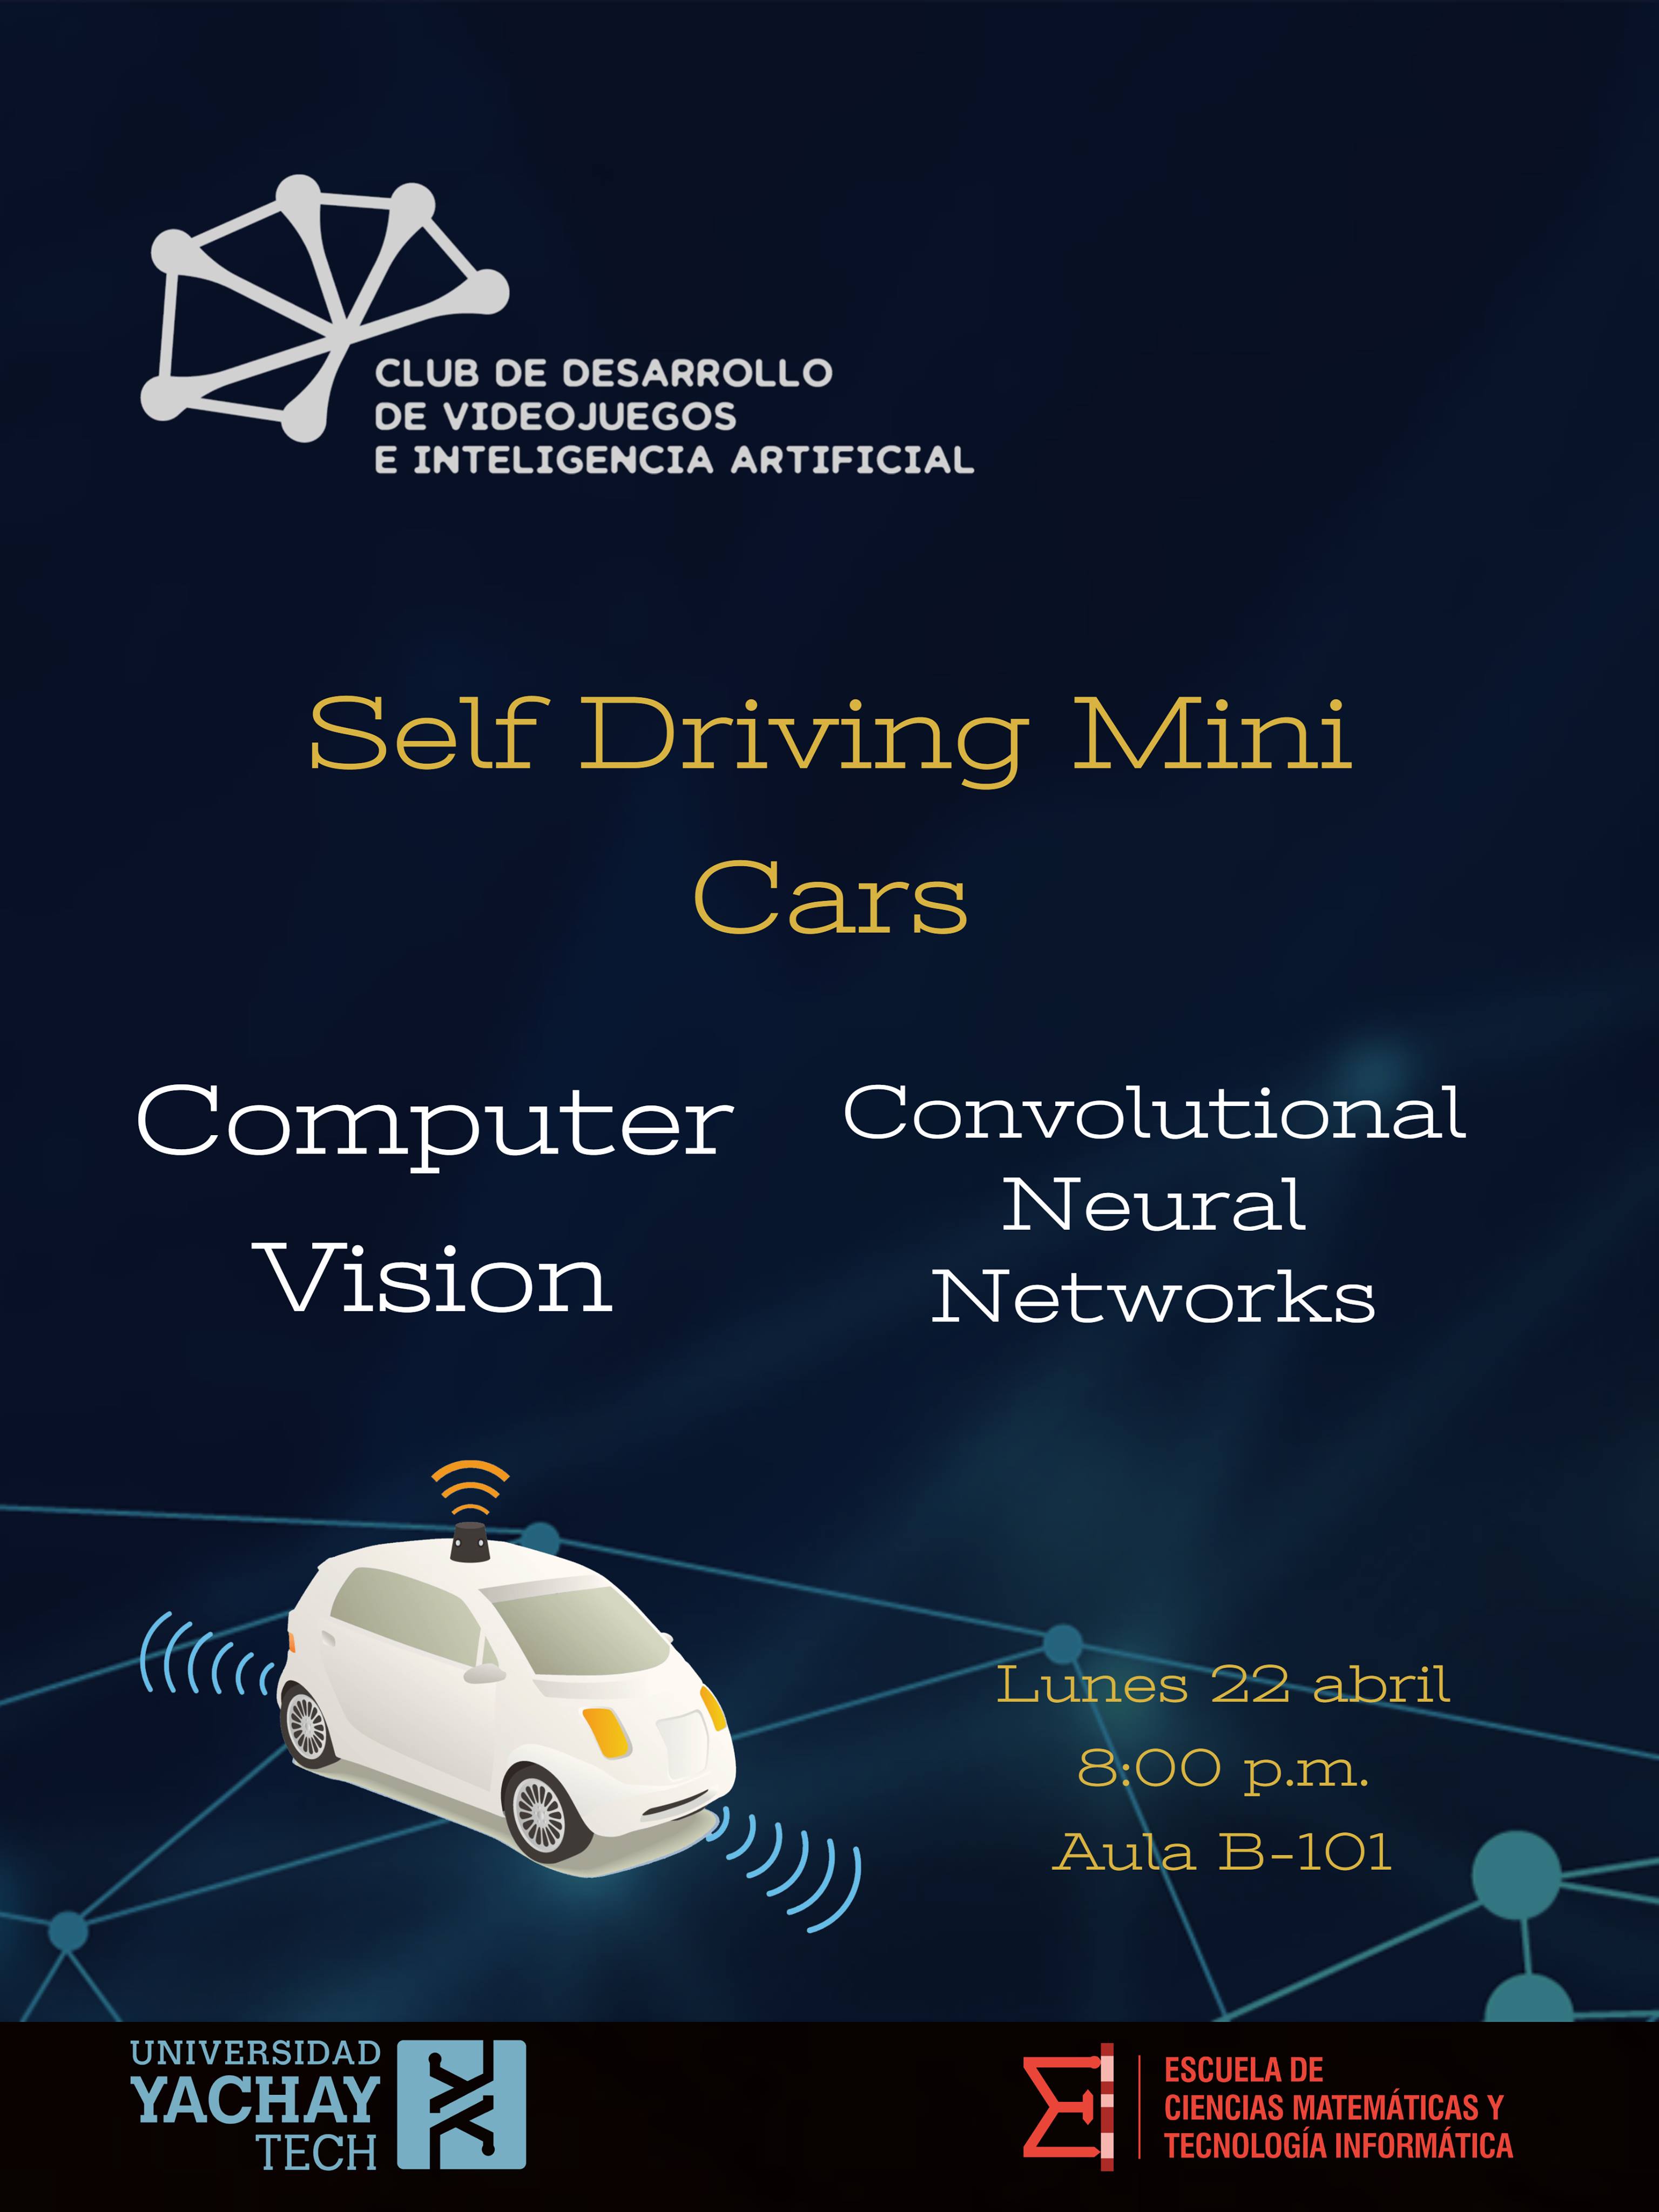 CLUB DE DESARROLLO
DE VIDEOJUEGOS
E INTELIGENCIA ARTIFICIAL
Self Driving Mini
Cars
Computer
Vision
Convolutional
Neural
Networks
Lunes 22 abril
8:00 p.m.
Aula B-101
UNIVERSIDAD
YACHAY
TECH
ESCUELA DE
CIENCIAS MATEMÁTICAS Y
TECNOLOGÍA INFORMÁTICA